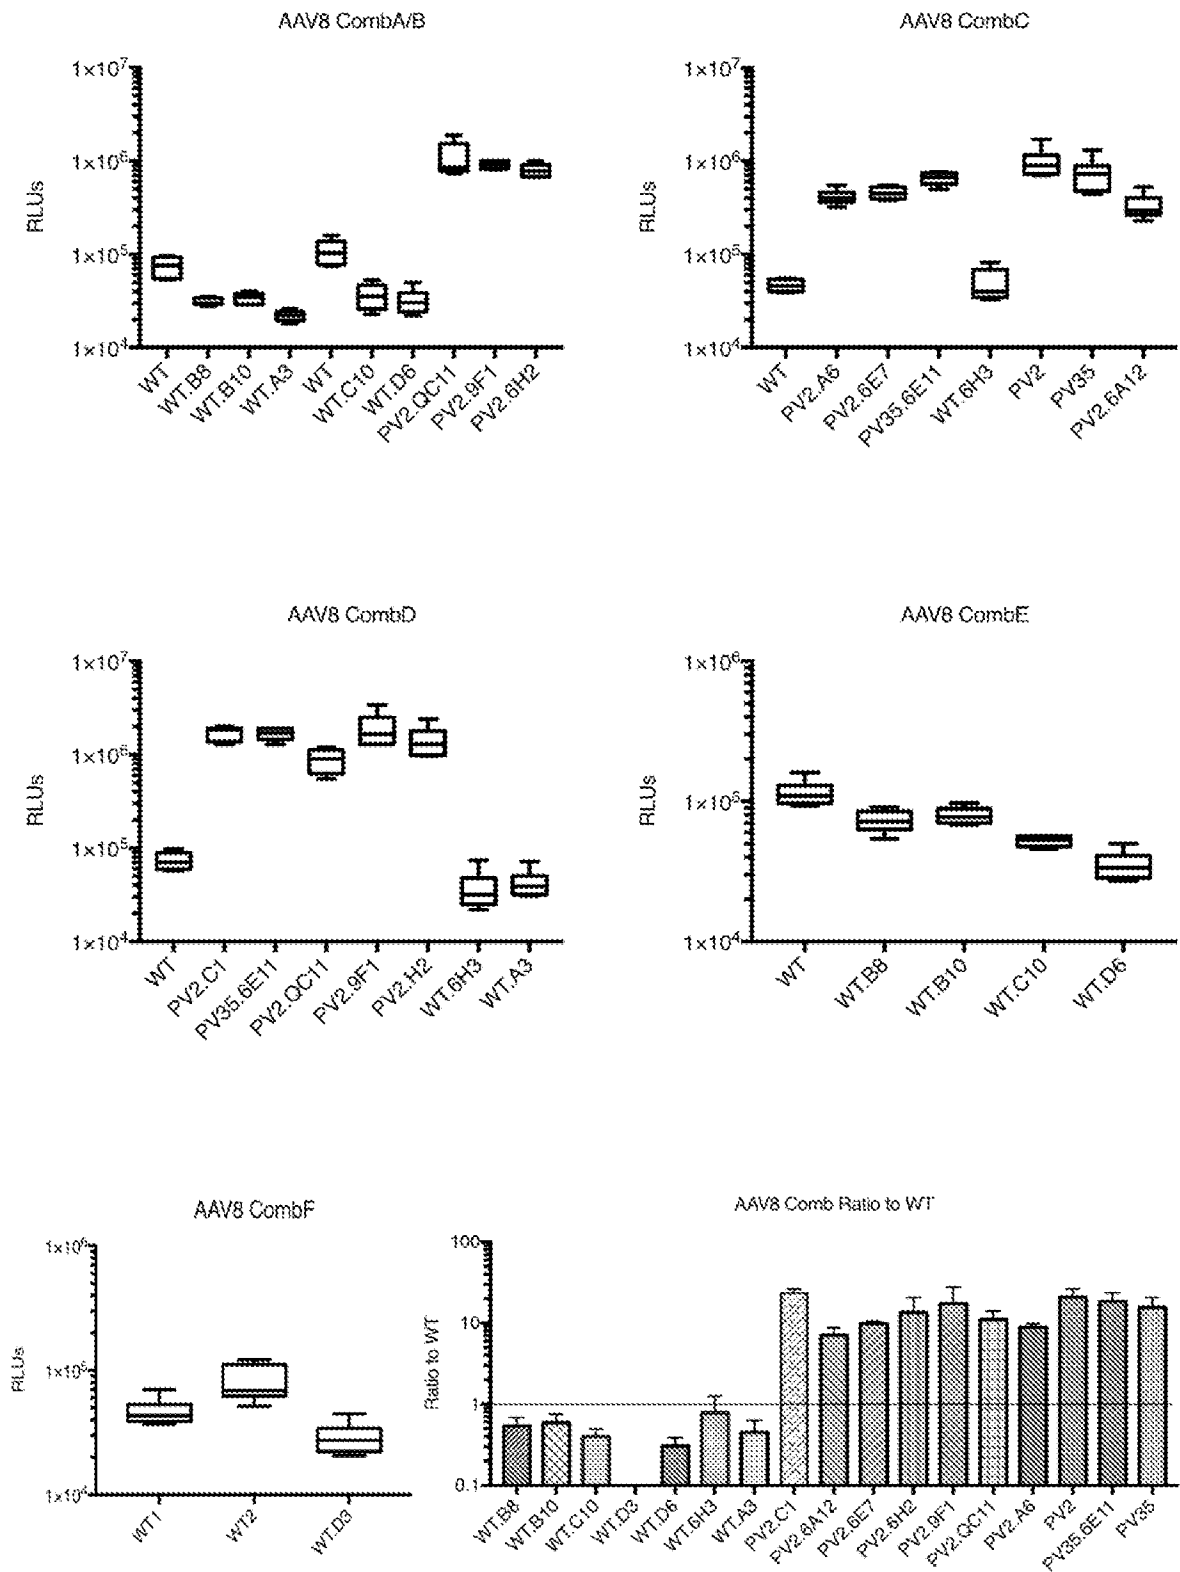 AAV8 CombA/B
1×10⁷
1×10⁶
1×10⁵
1×10⁴
RLUs
WT
WT.B8
WT.B10
WT.A3
WT
WT.C10
WT.D6
PV2.QC11
PV2.9F1
PV2.6H2
AAV8 CombC
1×10⁷
1×10⁶
1×10⁵
1×10⁴
RLUs
WT
PV2.A6
PV2.6E7
PV35.6E11
WT.6H3
PV2
PV35
PV2.6A12
AAV8 CombD
1×10⁷
1×10⁶
1×10⁵
1×10⁴
RLUs
WT
PV2.C1
PV35.6E11
PV2.QC11
PV2.9F1
PV2.H2
WT.6H3
WT.A3
AAV8 CombE
1×10⁶
1×10⁵
1×10⁴
RLUs
WT
WT.B8
WT.B10
WT.C10
WT.D6
AAV8 CombF
1×10⁶
1×10⁵
1×10⁴
RLUs
WT1
WT2
WT.D3
AAV8 Comb Ratio to WT
100
10
1
0.1
Ratio to WT
WT.B8
WT.B10
WT.C10
WT.D3
WT.D6
WT.6H3
WT.A3
PV2.C1
PV2.6A12
PV2.6E7
PV2.6H2
PV2.9F1
PV2.QC11
PV2.A6
PV2
PV35.6E11
PV35